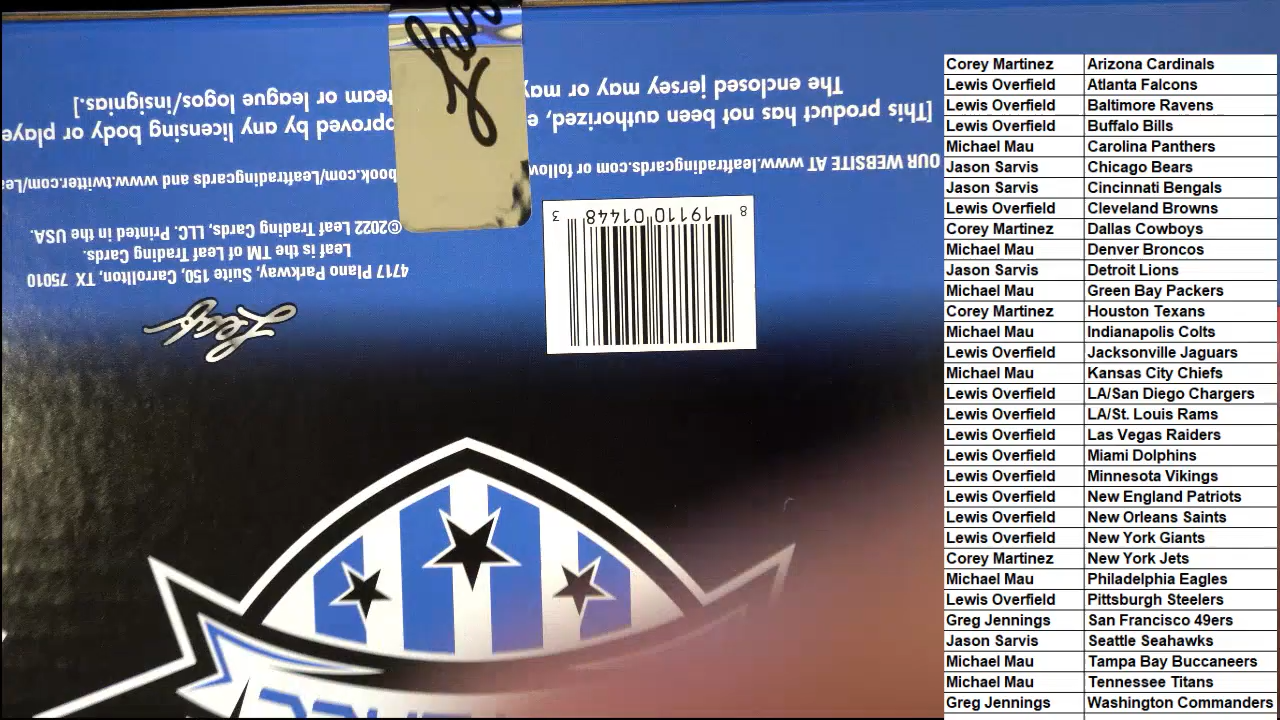 Leaf
The enclosed jersey may or may
team or league logos/insignias.]
[This product has not been authorized, e
pproved by any licensing body or playe
OUR WEBSITE AT www.leaftradingcards.com or follow
book.com/Leaftradingcards and www.twitter.com/Lea
©2022 Leaf Trading Cards, LLC. Printed in the USA.
Leaf is the TM of Leaf Trading Cards.
4717 Plano Parkway, Suite 150, Carrollton, TX 75010
Leaf
8 19110 01448 3
Corey Martinez Arizona Cardinals
Lewis Overfield Atlanta Falcons
Lewis Overfield Baltimore Ravens
Lewis Overfield Buffalo Bills
Michael Mau Carolina Panthers
Jason Sarvis Chicago Bears
Jason Sarvis Cincinnati Bengals
Lewis Overfield Cleveland Browns
Corey Martinez Dallas Cowboys
Michael Mau Denver Broncos
Jason Sarvis Detroit Lions
Michael Mau Green Bay Packers
Corey Martinez Houston Texans
Michael Mau Indianapolis Colts
Lewis Overfield Jacksonville Jaguars
Michael Mau Kansas City Chiefs
Lewis Overfield LA/San Diego Chargers
Lewis Overfield LA/St. Louis Rams
Lewis Overfield Las Vegas Raiders
Lewis Overfield Miami Dolphins
Lewis Overfield Minnesota Vikings
Lewis Overfield New England Patriots
Lewis Overfield New Orleans Saints
Lewis Overfield New York Giants
Corey Martinez New York Jets
Michael Mau Philadelphia Eagles
Lewis Overfield Pittsburgh Steelers
Greg Jennings San Francisco 49ers
Jason Sarvis Seattle Seahawks
Michael Mau Tampa Bay Buccaneers
Michael Mau Tennessee Titans
Greg Jennings Washington Commanders